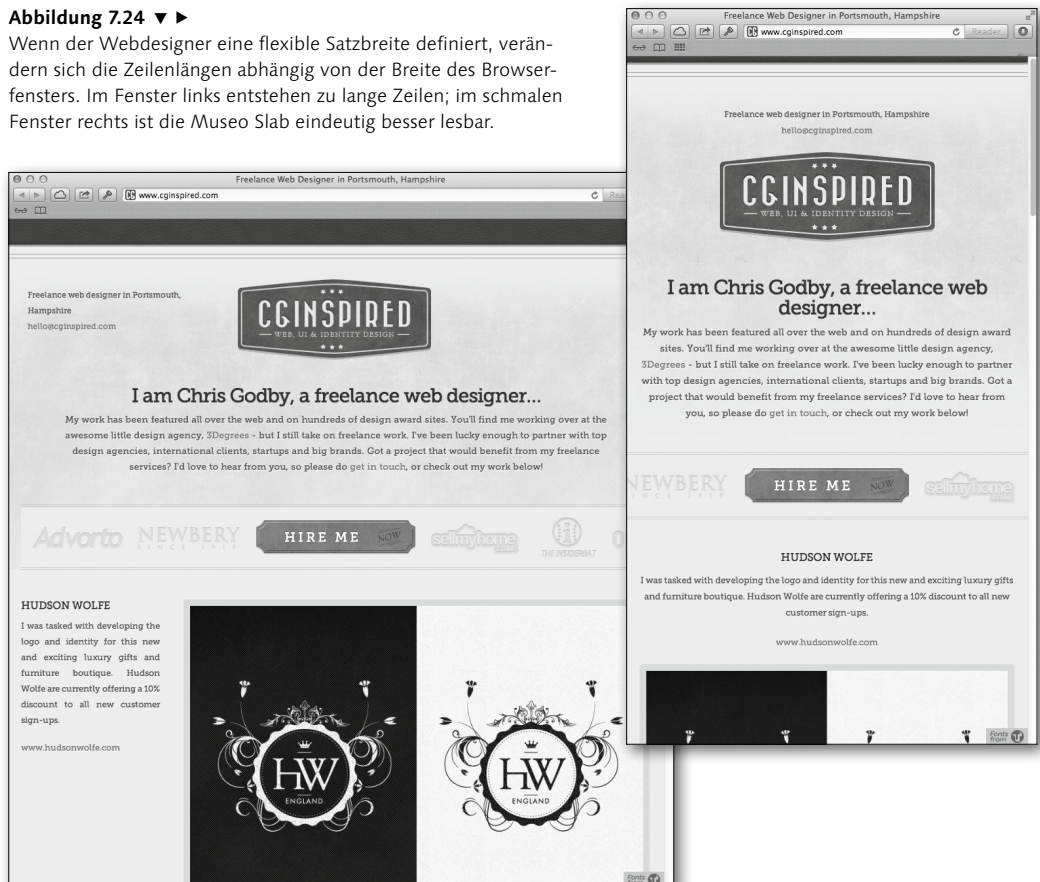 Abbildung 7.24 ▼ ►
Wenn der Webdesigner eine flexible Satzbreite definiert, verän-
dern sich die Zeilenlängen abhängig von der Breite des Browser-
fensters. Im Fenster links entstehen zu lange Zeilen; im schmalen
Fenster rechts ist die Museo Slab eindeutig besser lesbar.
Freelance Web Designer in Portsmouth, Hampshire
www.cginspired.com
Freelance web designer in Portsmouth,
Hampshire
hello@cginspired.com
CGINSPIRED
WEB, UI & IDENTITY DESIGN
I am Chris Godby, a freelance web designer...
My work has been featured all over the web and on hundreds of design award sites. You'll find me working over at the
awesome little design agency, 3Degrees - but I still take on freelance work. I've been lucky enough to partner with top
design agencies, international clients, startups and big brands. Got a project that would benefit from my freelance
services? I'd love to hear from you, so please do get in touch, or check out my work below!
Advorto NEWBERY SINCE 1919 HIRE ME NOW sellmyhome .com THE INSIDERBAT
HUDSON WOLFE
I was tasked with developing the
logo and identity for this new
and exciting luxury gifts and
furniture boutique. Hudson
Wolfe are currently offering a 10%
discount to all new customer
sign-ups.
www.hudsonwolfe.com
HW HW
ENGLAND ENGLAND
Fonts
Freelance Web Designer in Portsmouth, Hampshire
www.cginspired.com Reader
Freelance web designer in Portsmouth, Hampshire
hello@cginspired.com
CGINSPIRED
WEB, UI & IDENTITY DESIGN
I am Chris Godby, a freelance web
designer...
My work has been featured all over the web and on hundreds of design award
sites. You'll find me working over at the awesome little design agency,
3Degrees - but I still take on freelance work. I've been lucky enough to partner
with top design agencies, international clients, startups and big brands. Got a
project that would benefit from my freelance services? I'd love to hear from
you, so please do get in touch, or check out my work below!
NEWBERY SINCE 1919 HIRE ME NOW sellmyhome .com
HUDSON WOLFE
I was tasked with developing the logo and identity for this new and exciting luxury gifts
and furniture boutique. Hudson Wolfe are currently offering a 10% discount to all new
customer sign-ups.
www.hudsonwolfe.com
Fonts
from